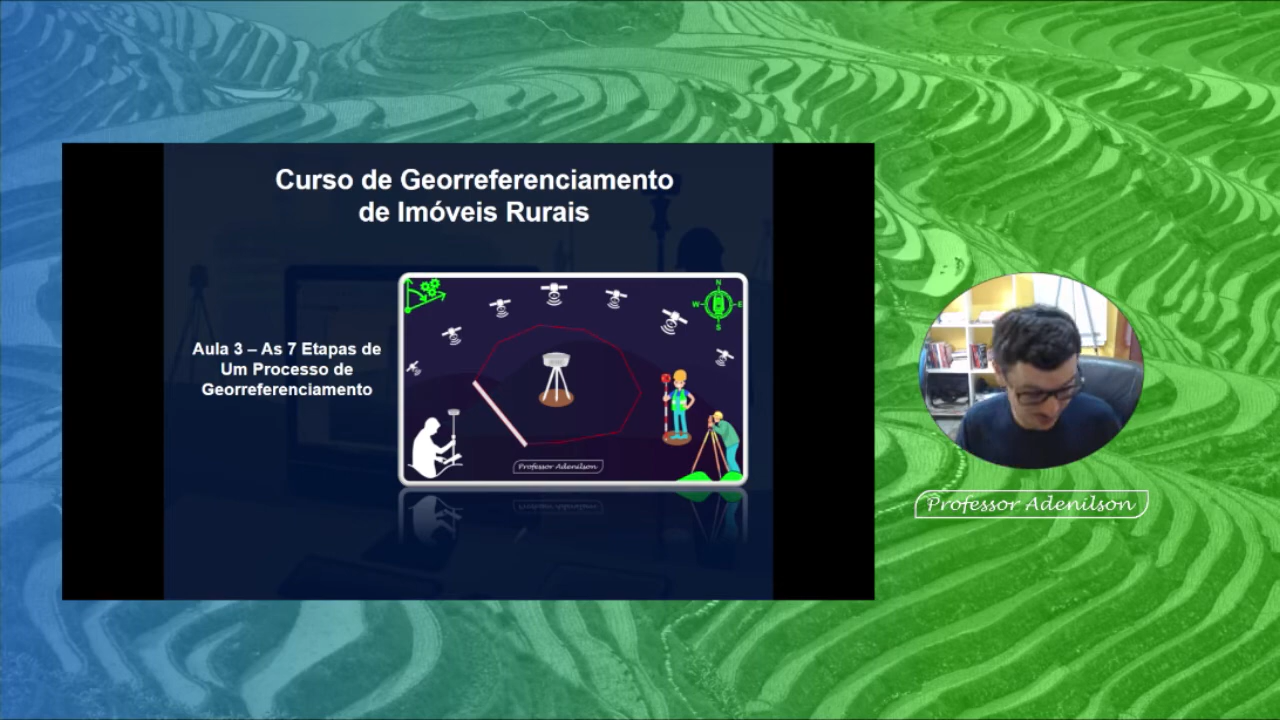 Curso de Georreferenciamento
de Imóveis Rurais
Aula 3 – As 7 Etapas de
Um Processo de
Georreferenciamento
N
W
E
S
Professor Adenilson
Professor Adenilson